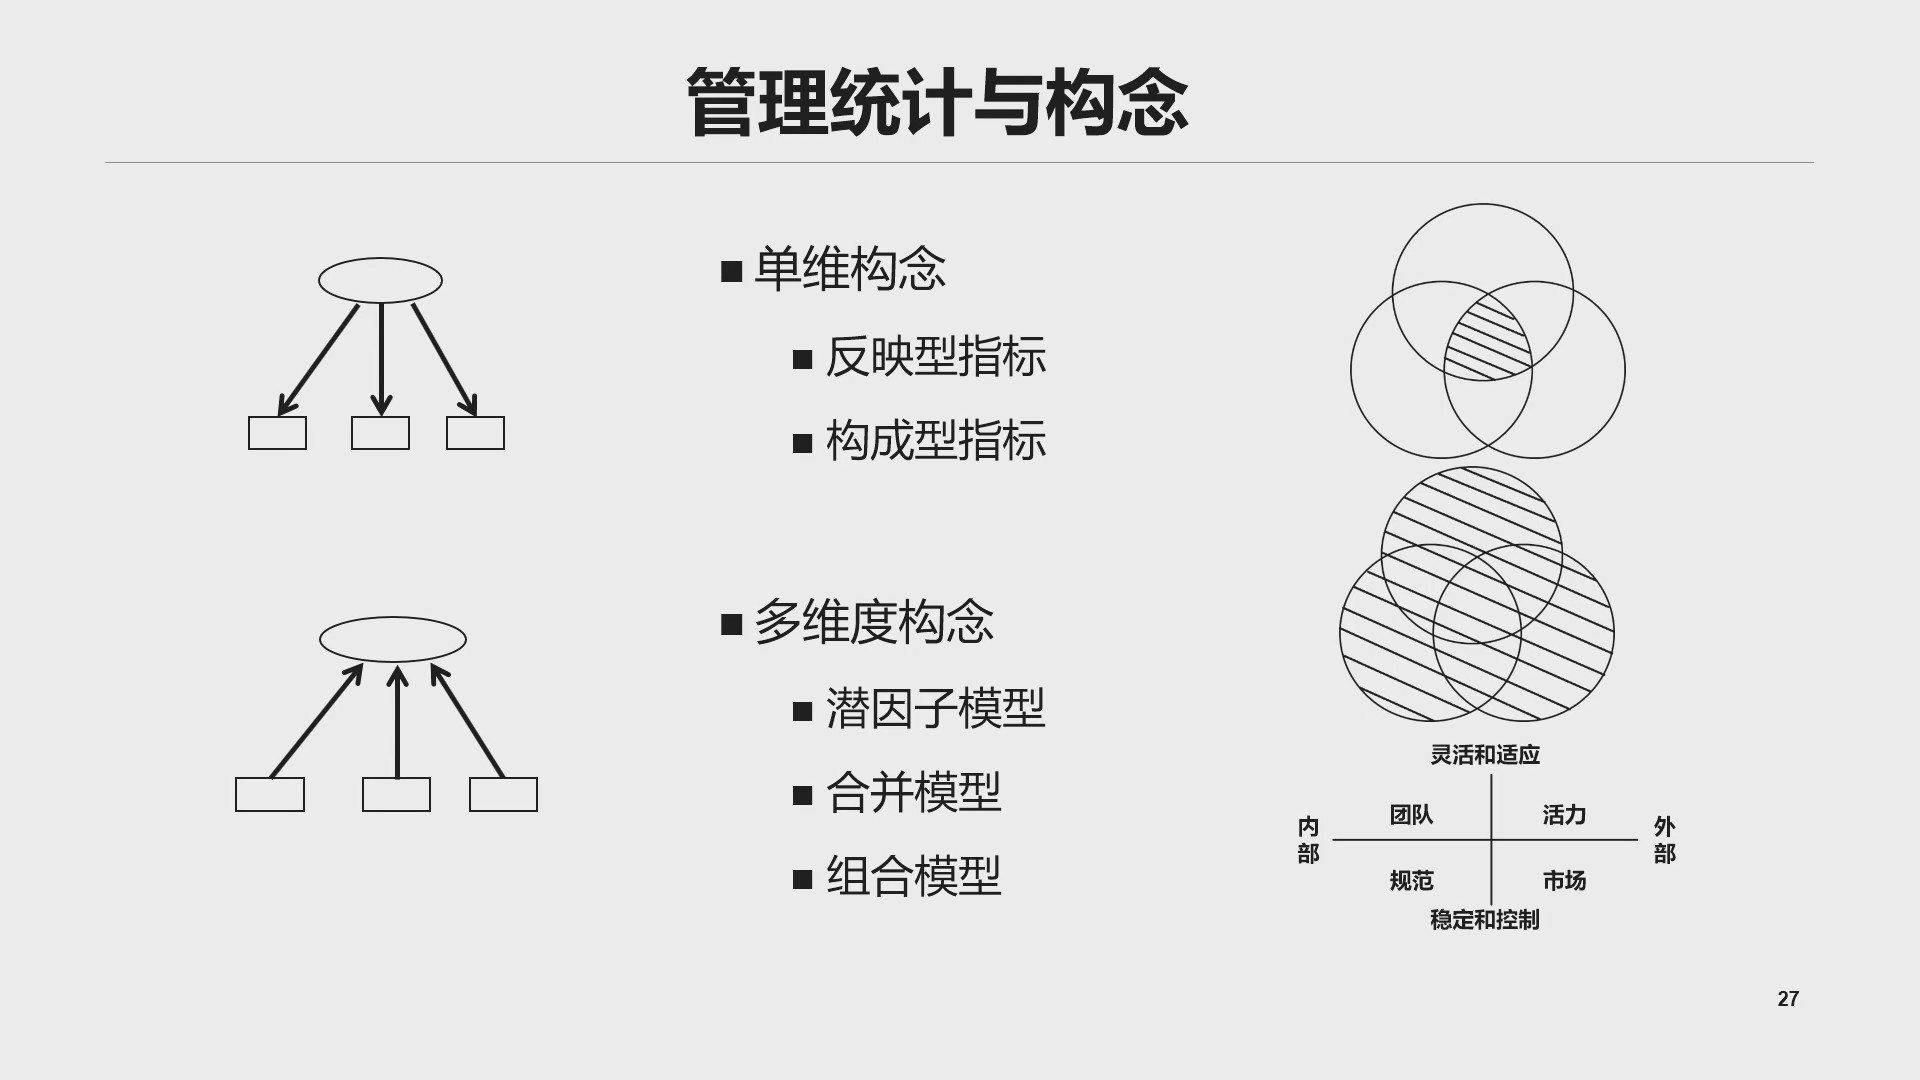 管理统计与构念
■ 单维构念
■ 反映型指标
■ 构成型指标
■ 多维度构念
■ 潜因子模型
■ 合并模型
■ 组合模型
灵活和适应
团队
活力
内部
外部
规范
市场
稳定和控制
27